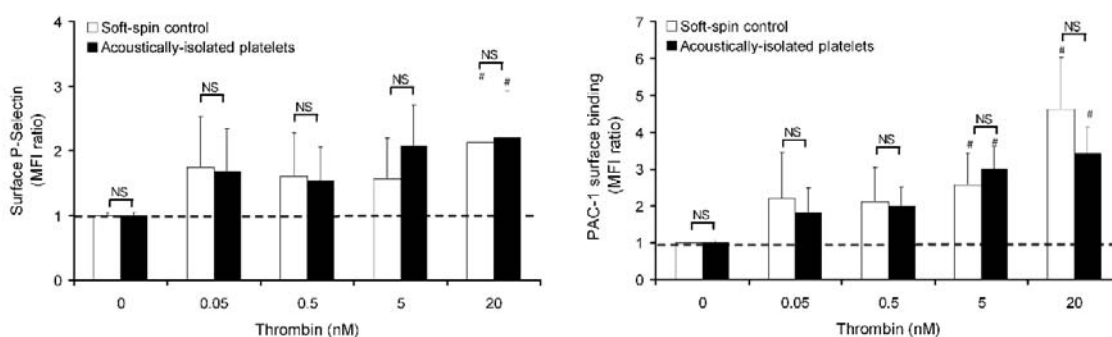 Surface P-Selectin
(MFI ratio)
4
3
2
1
0
Soft-spin control
Acoustically-isolated platelets
NS
NS
NS
NS
NS
# #
0 0.05 0.5 5 20
Thrombin (nM)
PAC-1 surface binding
(MFI ratio)
7
6
5
4
3
2
1
0
Soft-spin control
Acoustically-isolated platelets
NS
NS
NS
NS
# #
NS
#
#
0 0.05 0.5 5 20
Thrombin (nM)